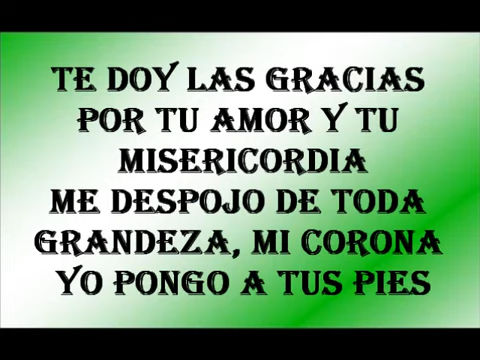 TE DOY LAS GRACIAS
POR TU AMOR Y TU
MISERICORDIA
ME DESPOJO DE TODA
GRANDEZA, MI CORONA
YO PONGO A TUS PIES